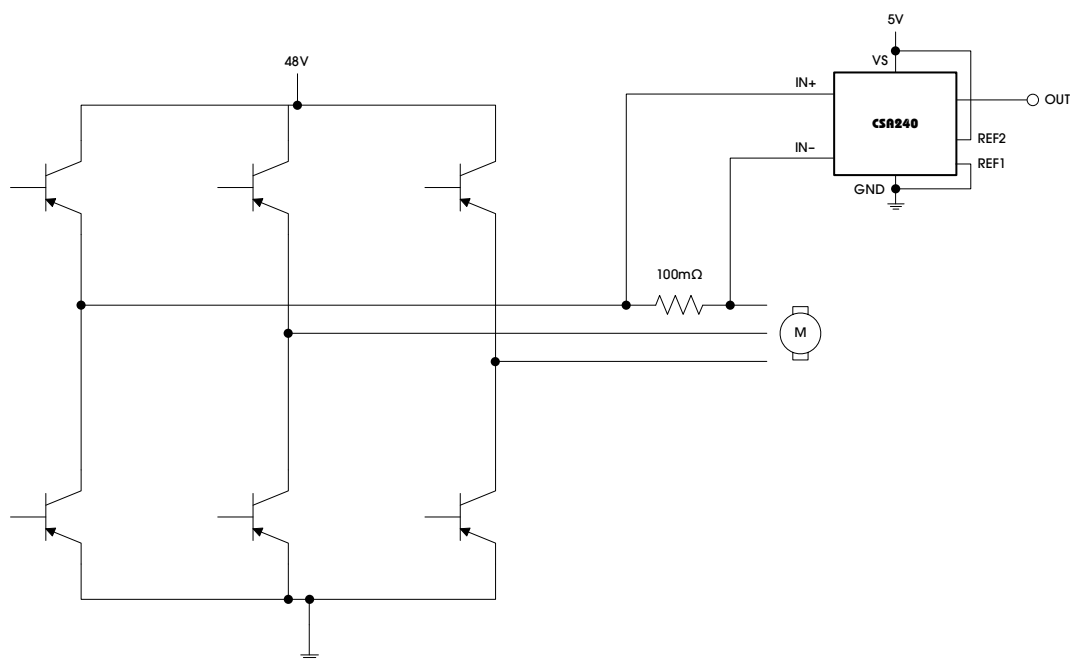 5V
48V
VS
IN+
OUT
CSA240
REF2
IN-
REF1
GND
100mΩ
M